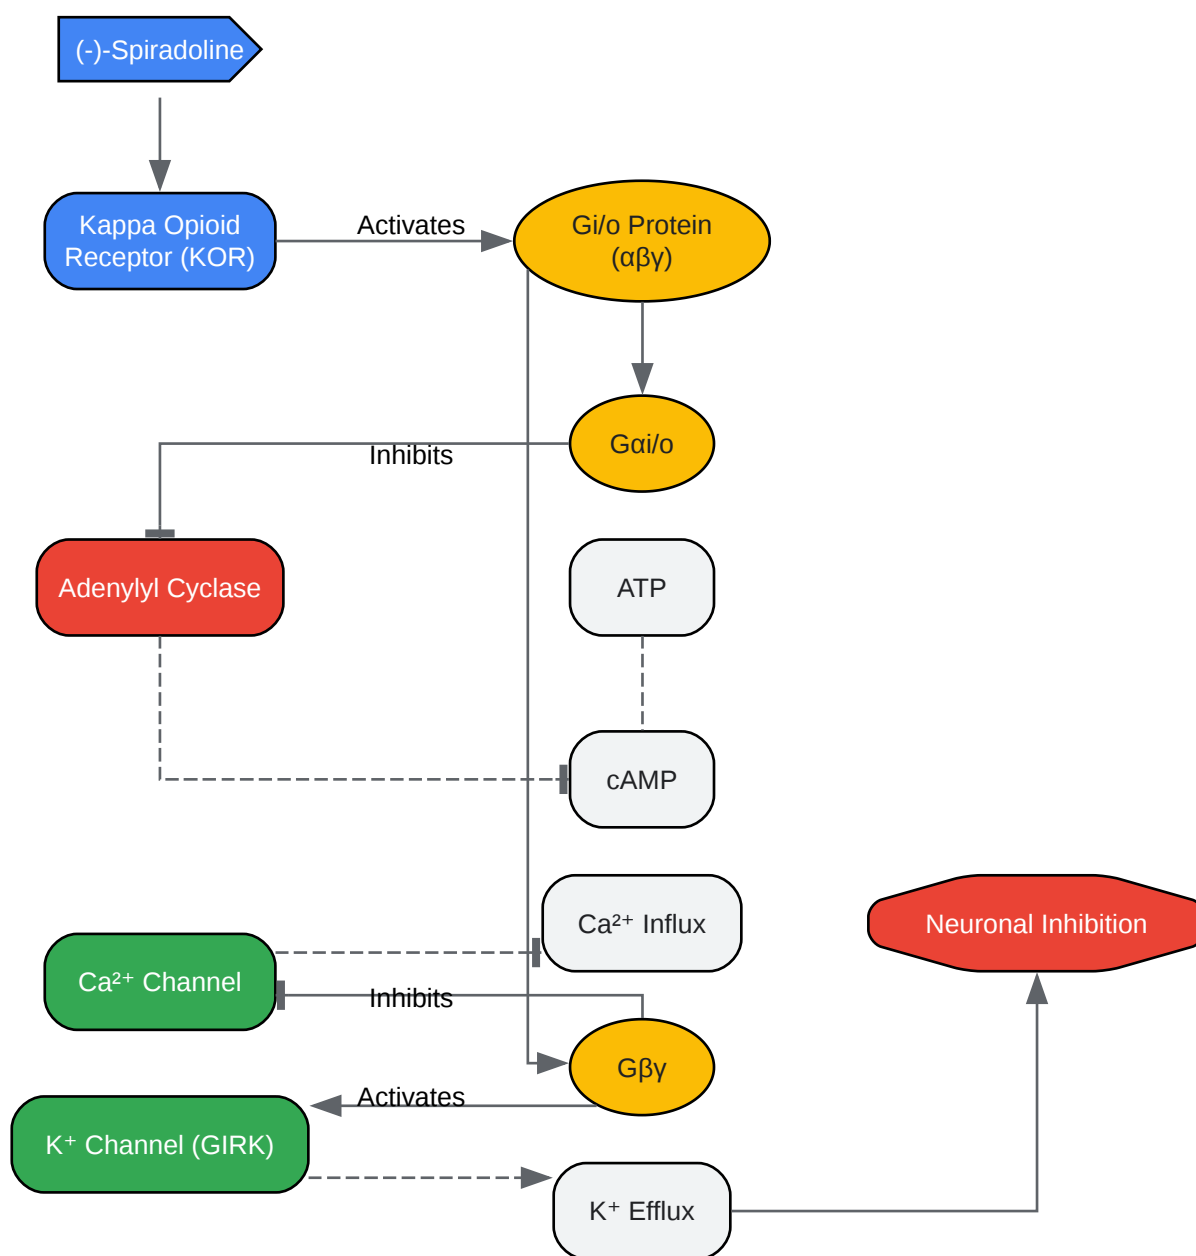 (-)-Spiradoline
Kappa Opioid
Receptor (KOR)
Activates
Gi/o Protein
(αβγ)
Gαi/o
Inhibits
Adenylyl Cyclase
ATP
cAMP
Ca²⁺ Influx
Neuronal Inhibition
Ca²⁺ Channel
Inhibits
Gβγ
Activates
K⁺ Channel (GIRK)
K⁺ Efflux